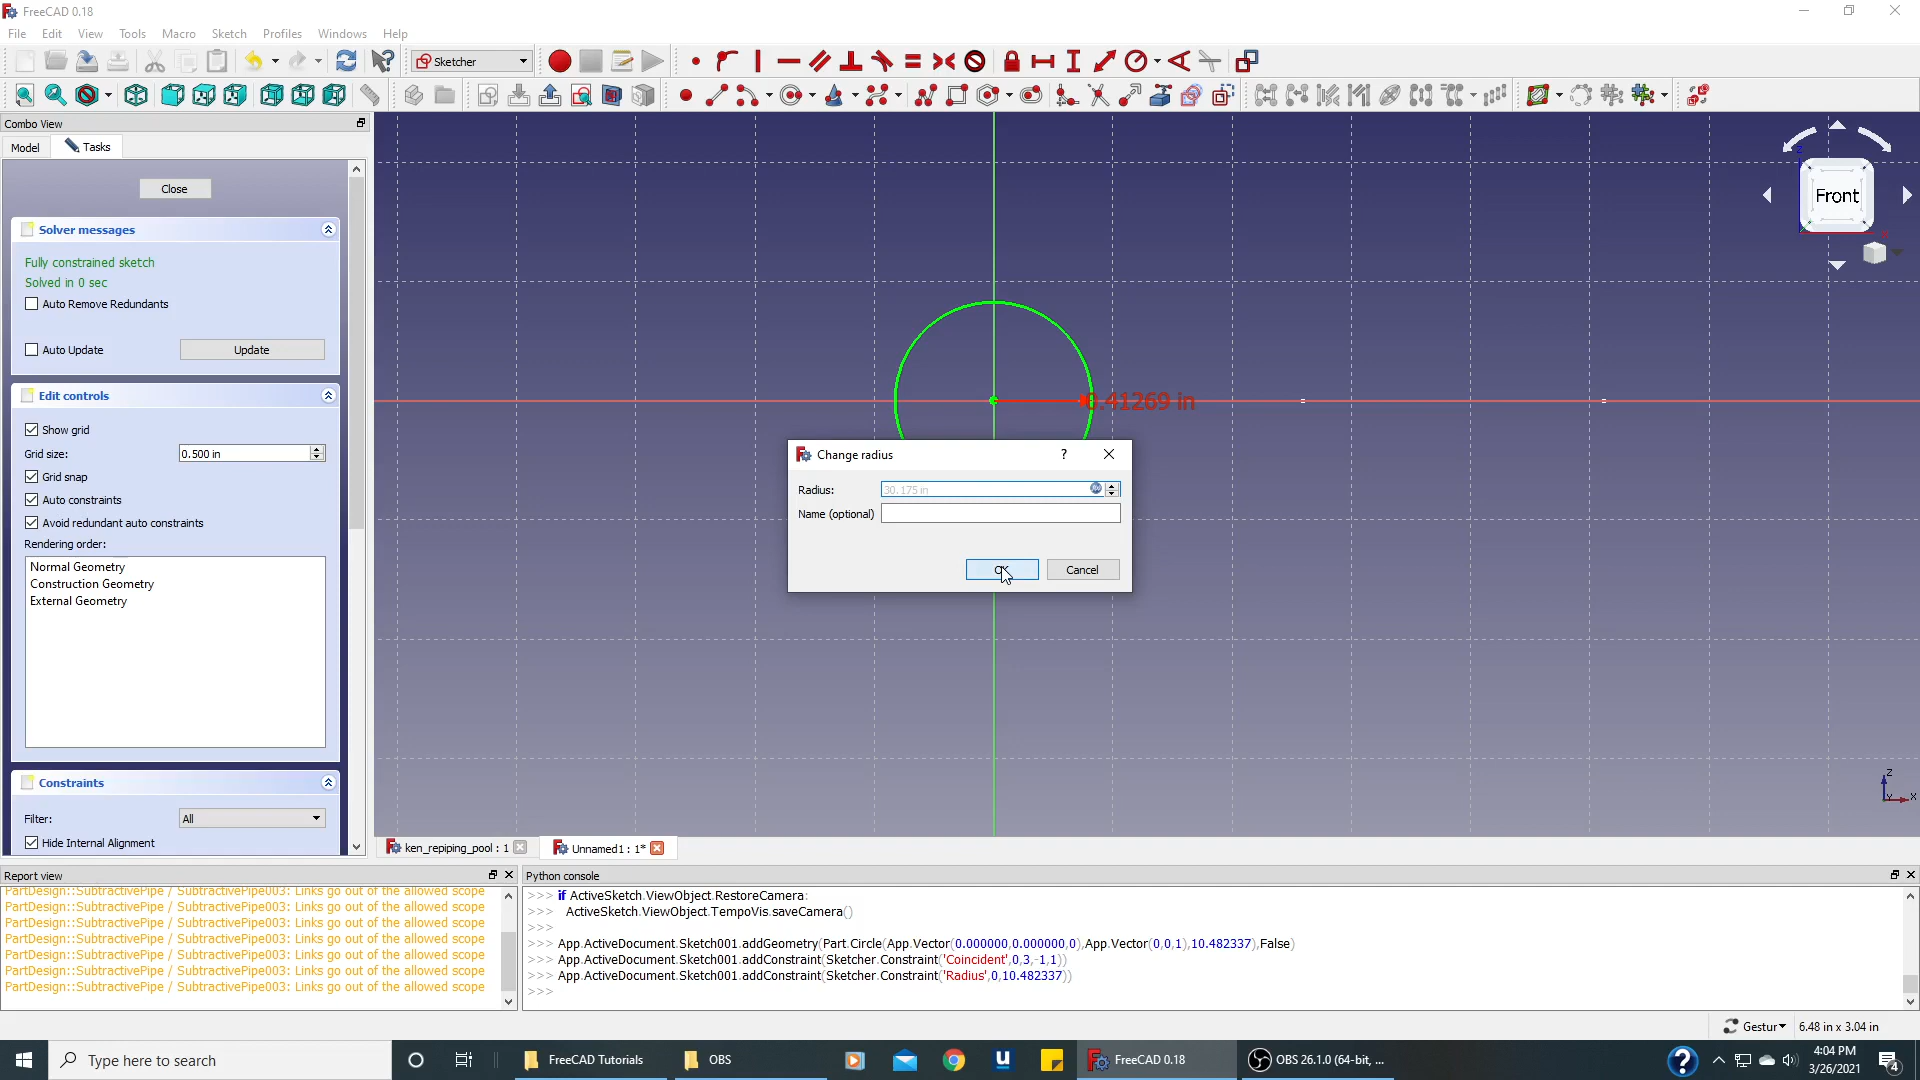 FreeCAD 0.18
File Edit View Tools Macro Sketch Profiles Windows Help
Sketcher
Combo View
Model Tasks
Close
Solver messages
Fully constrained sketch
Solved in 0 sec
Auto Remove Redundants
Auto Update Update
Edit controls
Show grid
Grid size: 0.500 in
Grid snap
Auto constraints
Avoid redundant auto constraints
Rendering order:
Normal Geometry
Construction Geometry
External Geometry
Constraints
Filter: All
Hide Internal Alignment
Front
0.41269 in
Change radius
?
Radius: 30.175 in
Name (optional)
OK Cancel
Z
Y X
ken_repiping_pool : 1 Unnamed1 : 1*
Report view
PartDesign::SubtractivePipe / SubtractivePipe003: Links go out of the allowed scope
PartDesign::SubtractivePipe / SubtractivePipe003: Links go out of the allowed scope
PartDesign::SubtractivePipe / SubtractivePipe003: Links go out of the allowed scope
PartDesign::SubtractivePipe / SubtractivePipe003: Links go out of the allowed scope
PartDesign::SubtractivePipe / SubtractivePipe003: Links go out of the allowed scope
PartDesign::SubtractivePipe / SubtractivePipe003: Links go out of the allowed scope
PartDesign::SubtractivePipe / SubtractivePipe003: Links go out of the allowed scope
Python console
>>> if ActiveSketch.ViewObject.RestoreCamera:
>>> ActiveSketch.ViewObject.TempoVis.saveCamera()
>>>
>>> App.ActiveDocument.Sketch001.addGeometry(Part.Circle(App.Vector(0.000000,0.000000,0),App.Vector(0,0,1),10.482337),False)
>>> App.ActiveDocument.Sketch001.addConstraint(Sketcher.Constraint('Coincident',0,3,-1,1))
>>> App.ActiveDocument.Sketch001.addConstraint(Sketcher.Constraint('Radius',0,10.482337))
>>>
Gestur 6.48 in x 3.04 in
Type here to search
FreeCAD Tutorials
OBS
FreeCAD 0.18
OBS 26.1.0 (64-bit, ...
4:04 PM
3/26/2021
4